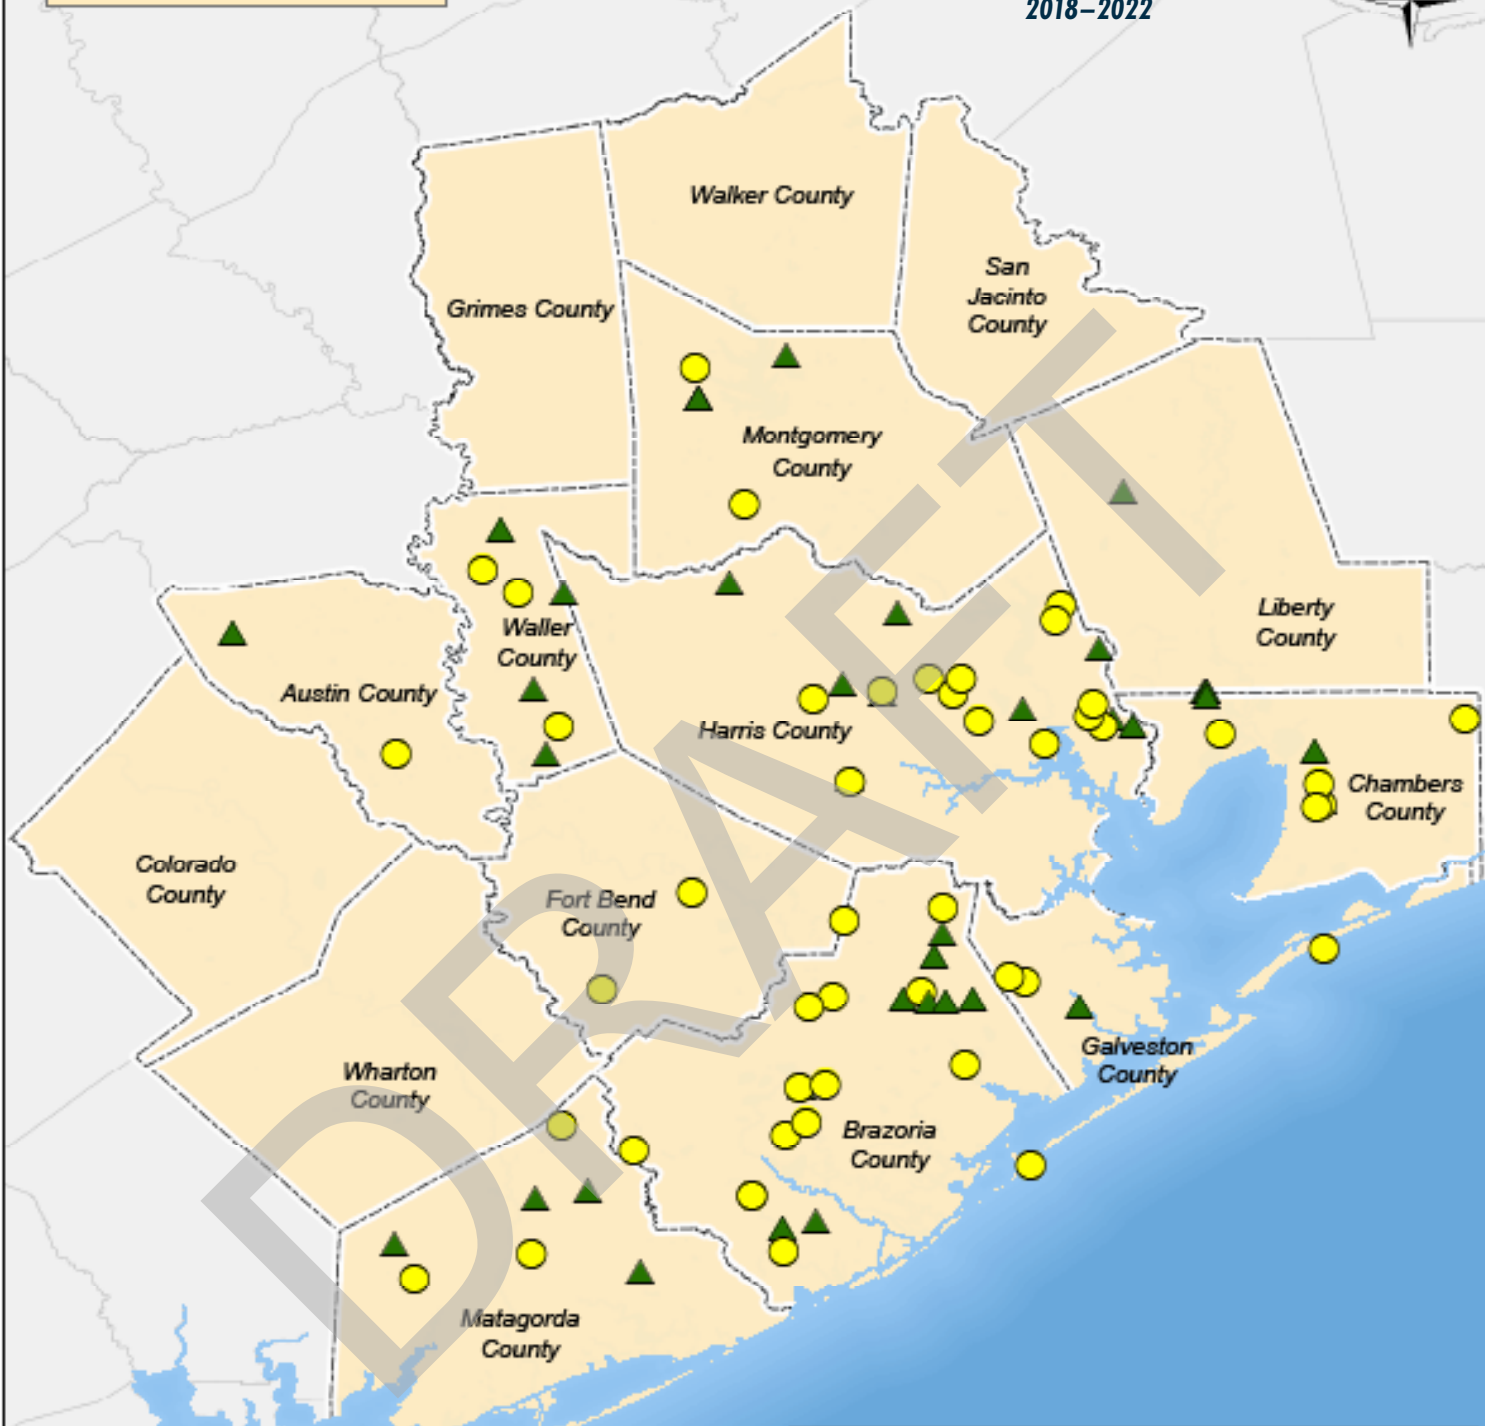 2018–2022
Walker County
San
Jacinto
County
Grimes County
Montgomery
County
Liberty
County
Waller
County
Austin County
Harris County
Chambers
County
Colorado
County
Fort Bend
County
Galveston
County
Wharton
County
Brazoria
County
Matagorda
County
DRAFT